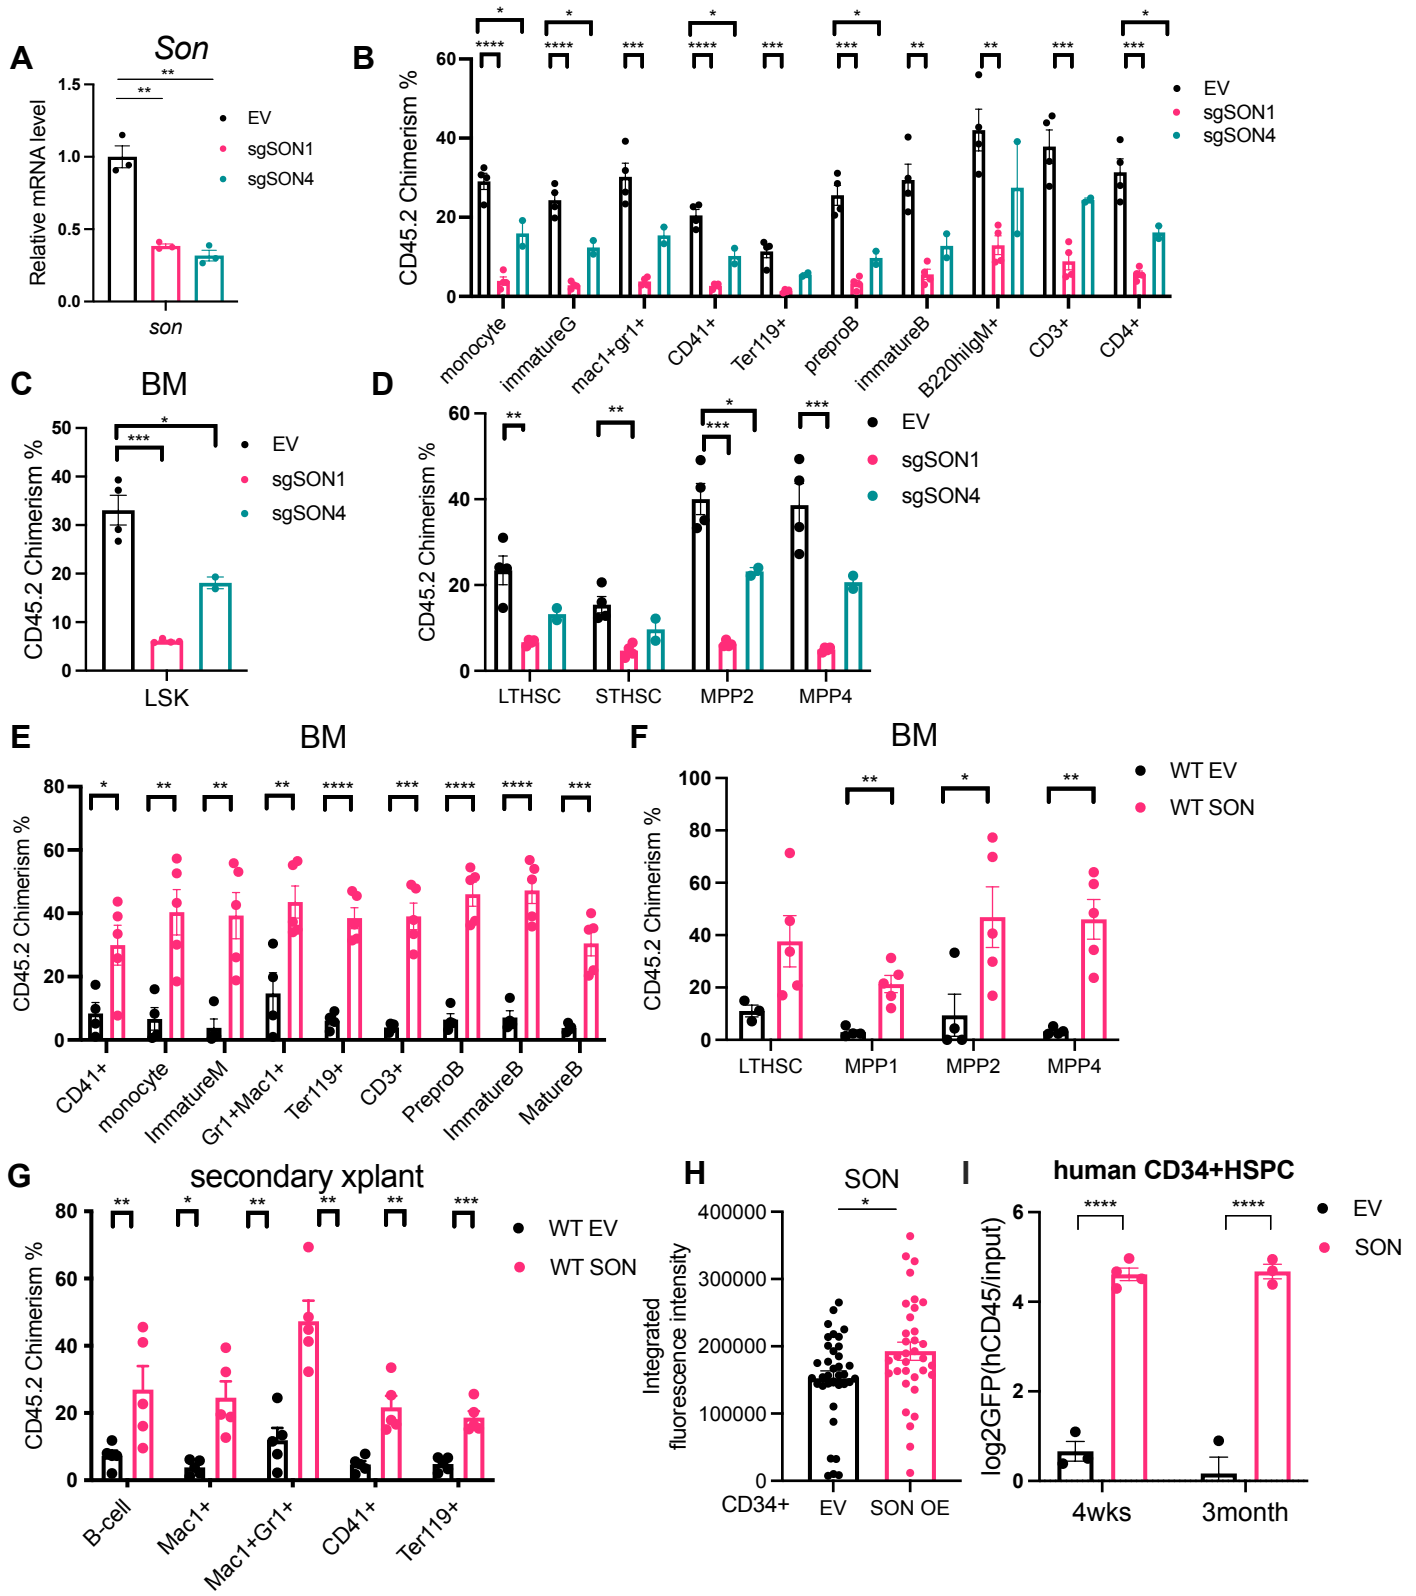 A
Son
Relative mRNA level
1.5
1.0
0.5
0.0
**
**
son
EV
sgSON1
sgSON4
B
CD45.2 Chimerism %
60
40
20
0
* * * * *
**** **** *** **** *** *** ** ** *** ***
EV
sgSON1
sgSON4
monocyte
immatureG
mac1+gr1+
CD41+
Ter119+
preproB
immatureB
B220hiIgM+
CD3+
CD4+
C
BM
CD45.2 Chimerism %
50
40
30
20
10
0
*
***
LSK
EV
sgSON1
sgSON4
D
CD45.2 Chimerism %
60
40
20
0
** ** * ***
***
LTHSC STHSC MPP2 MPP4
EV
sgSON1
sgSON4
E
BM
CD45.2 Chimerism %
80
60
40
20
0
* ** ** ** **** *** **** **** ***
CD41+
monocyte
ImmatureM
Gr1+Mac1+
Ter119+
CD3+
PreproB
ImmatureB
MatureB
F
BM
CD45.2 Chimerism %
100
80
60
40
20
0
** * **
LTHSC MPP1 MPP2 MPP4
WT EV
WT SON
G
secondary xplant
CD45.2 Chimerism %
80
60
40
20
0
** * ** ** ** ***
B-cell
Mac1+
Mac1+Gr1+
CD41+
Ter119+
WT EV
WT SON
H
SON
*
Integrated
fluorescence intensity
400000
300000
200000
100000
0
CD34+ EV SON OE
I
human CD34+HSPC
log2GFP(hCD45/input)
6
4
2
0
**** ****
4wks 3month
EV
SON